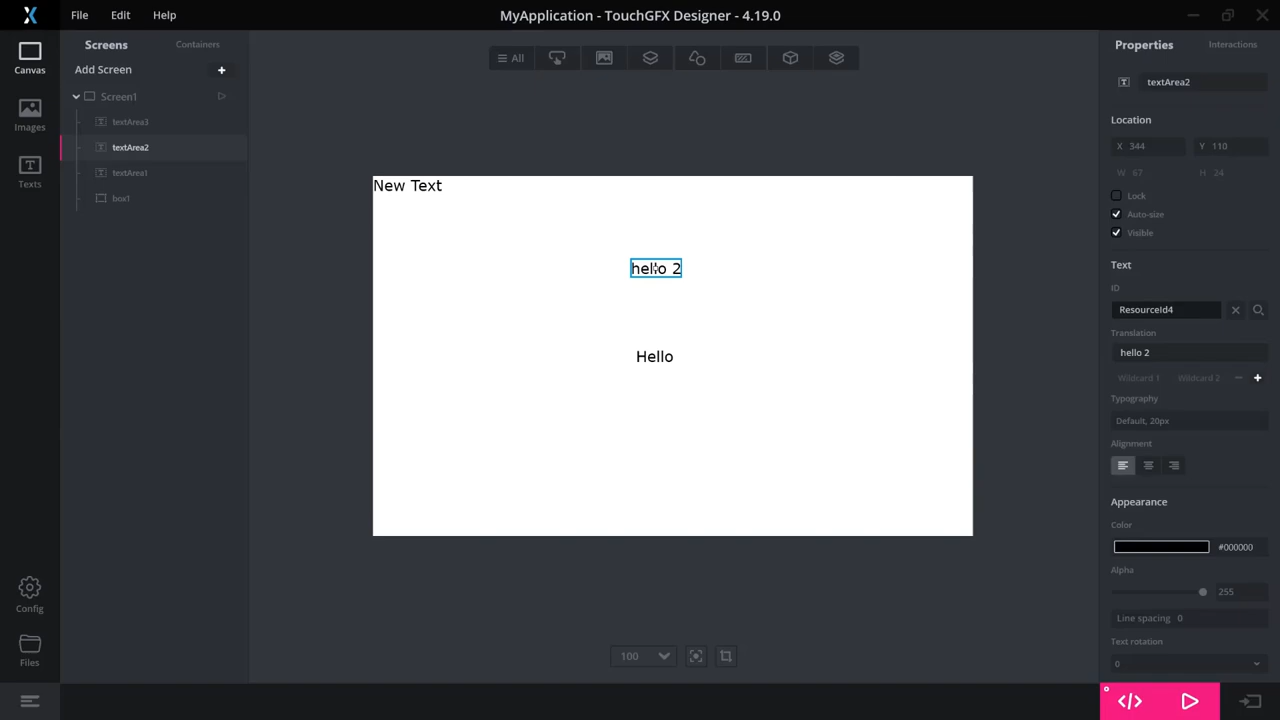 File Edit Help
MyApplication - TouchGFX Designer - 4.19.0
Canvas
Images
Texts
Config
Files
Screens Containers
Add Screen +
Screen1
textArea3
textArea2
textArea1
box1
All
New Text
hello 2
Hello
100
Properties Interactions
textArea2
Location
X 344 Y 110
W 67 H 24
Lock
Auto-size
Visible
Text
ID
ResourceId4
Translation
hello 2
Wildcard 1 Wildcard 2 − +
Typography
Default, 20px
Alignment
Appearance
Color
#000000
Alpha
255
Line spacing 0
Text rotation
0